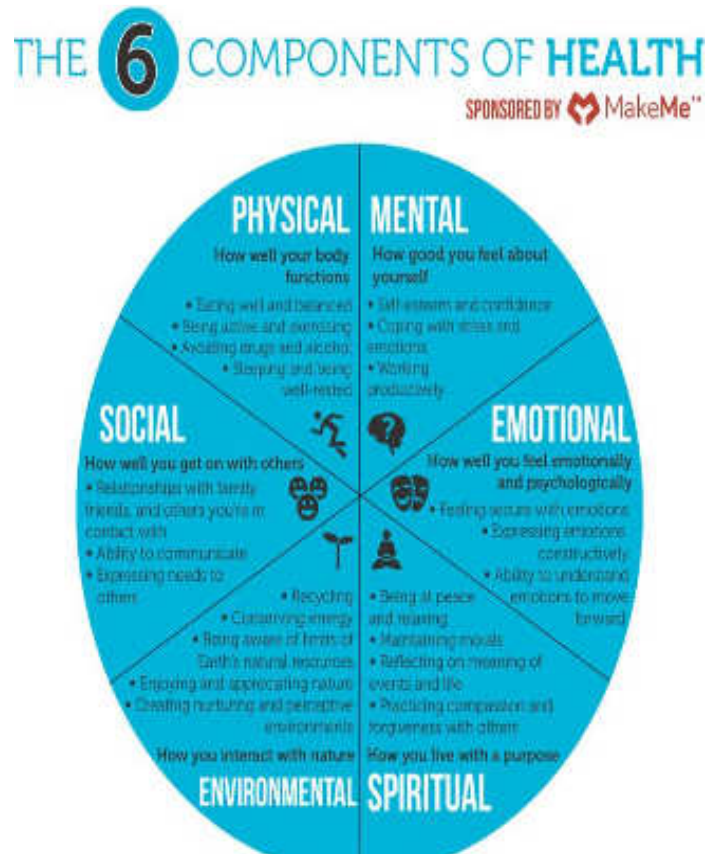 THE 6 COMPONENTS OF HEALTH
SPONSORED BY MakeMe™
PHYSICAL
How well your body
functions
• Eating well and balanced
• Being active and exercising
• Avoiding drugs and alcohol
• Sleeping and being
well-rested
MENTAL
How good you feel about
yourself
• Self-esteem and confidence
• Coping with stress and
emotions
• Working
productively
SOCIAL
How well you get on with others
• Relationships with family,
friends, and others you're in
contact with
• Ability to communicate
• Expressing needs to
others
EMOTIONAL
How well you feel emotionally
and psychologically
• Feeling secure with emotions
• Expressing emotions
constructively
• Ability to understand
emotions to move
forward
• Recycling
• Conserving energy
• Being aware of limits of
Earth's natural resources
• Enjoying and appreciating nature
• Creating nurturing and perceptive
environments
How you interact with nature
ENVIRONMENTAL
• Being at peace
and relaxing
• Maintaining morals
• Reflecting on meaning of
events and life
• Practicing compassion and
forgiveness with others
How you live with a purpose
SPIRITUAL